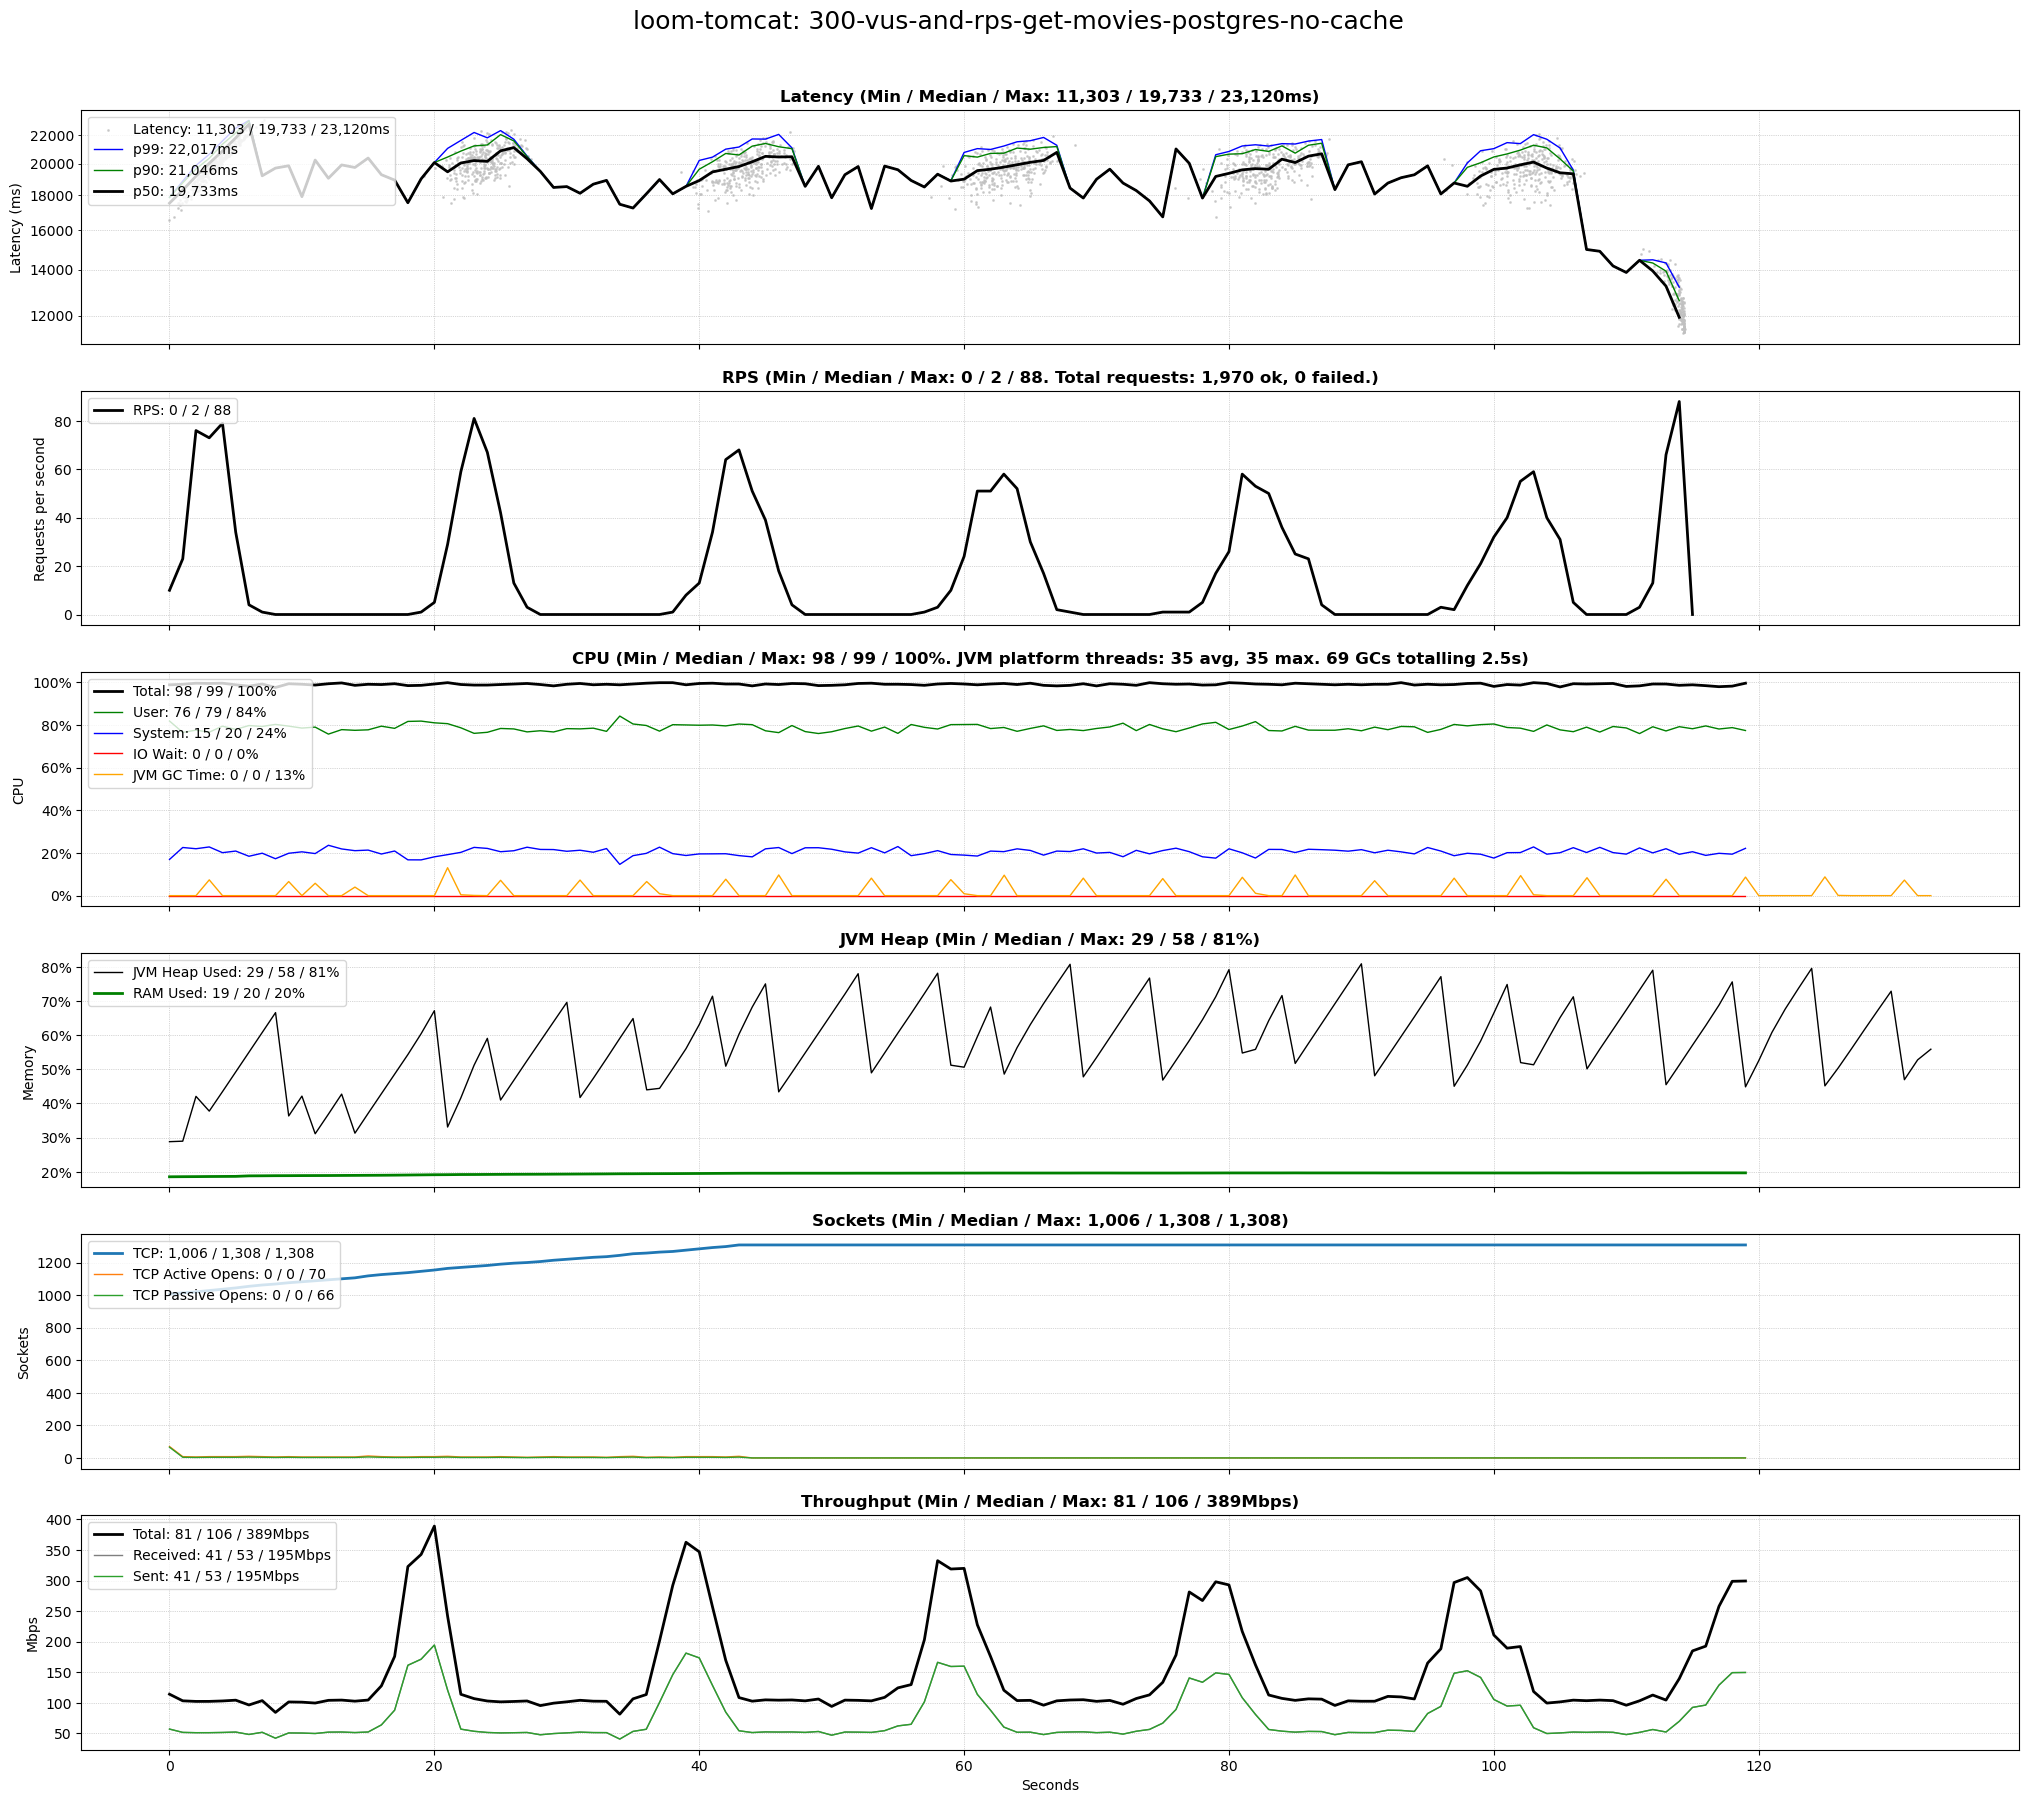 loom-tomcat: 300-vus-and-rps-get-movies-postgres-no-cache
Latency (Min / Median / Max: 11,303 / 19,733 / 23,120ms)
Latency (ms)
22000
20000
18000
16000
14000
12000
Latency: 11,303 / 19,733 / 23,120ms
p99: 22,017ms
p90: 21,046ms
p50: 19,733ms
RPS (Min / Median / Max: 0 / 2 / 88. Total requests: 1,970 ok, 0 failed.)
Requests per second
80
60
40
20
0
RPS: 0 / 2 / 88
CPU (Min / Median / Max: 98 / 99 / 100%. JVM platform threads: 35 avg, 35 max. 69 GCs totalling 2.5s)
CPU
100%
80%
60%
40%
20%
0%
Total: 98 / 99 / 100%
User: 76 / 79 / 84%
System: 15 / 20 / 24%
IO Wait: 0 / 0 / 0%
JVM GC Time: 0 / 0 / 13%
JVM Heap (Min / Median / Max: 29 / 58 / 81%)
Memory
80%
70%
60%
50%
40%
30%
20%
JVM Heap Used: 29 / 58 / 81%
RAM Used: 19 / 20 / 20%
Sockets (Min / Median / Max: 1,006 / 1,308 / 1,308)
Sockets
1200
1000
800
600
400
200
0
TCP: 1,006 / 1,308 / 1,308
TCP Active Opens: 0 / 0 / 70
TCP Passive Opens: 0 / 0 / 66
Throughput (Min / Median / Max: 81 / 106 / 389Mbps)
Mbps
400
350
300
250
200
150
100
50
Total: 81 / 106 / 389Mbps
Received: 41 / 53 / 195Mbps
Sent: 41 / 53 / 195Mbps
0 20 40 60 80 100 120
Seconds